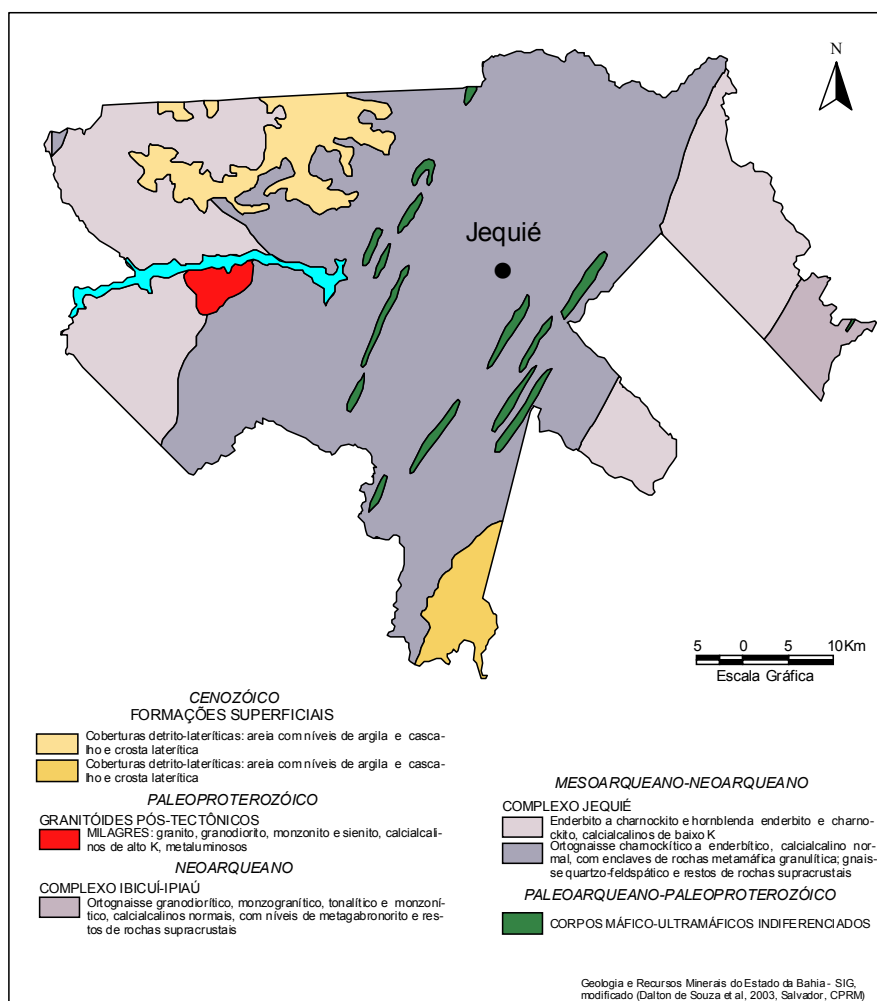 N
Jequié
5 0 5 10Km
Escala Gráfica
CENOZÓICO
FORMAÇÕES SUPERFICIAIS
Coberturas detrito-lateríticas: areia com níveis de argila e casca-
lho e crosta laterítica
Coberturas detrito-lateríticas: areia com níveis de argila e casca-
lho e crosta laterítica
PALEOPROTEROZÓICO
GRANITÓIDES PÓS-TECTÔNICOS
MILAGRES: granito, granodiorito, monzonito e sienito, calcialcali-
nos de alto K, metaluminosos
NEOARQUEANO
COMPLEXO IBICUÍ-IPIAÚ
Ortognaisse granodiorítico, monzogranítico, tonalítico e monzoní-
tico, calcialcalinos normais, com níveis de metagabronorito e res-
tos de rochas supracrustais
MESOARQUEANO-NEOARQUEANO
COMPLEXO JEQUIÉ
Enderbito a charnockito e hornblenda enderbito e charno-
ckito, calcialcalinos de baixo K
Ortognaisse charnockítico a enderbítico, calcialcalino nor-
mal, com enclaves de rochas metamáfica granulítica; gnais-
se quartzo-feldspático e restos de rochas supracrustais
PALEOARQUEANO-PALEOPROTEROZÓICO
CORPOS MÁFICO-ULTRAMÁFICOS INDIFERENCIADOS
Geologia e Recursos Minerais do Estado da Bahia - SIG,
modificado (Dalton de Souza et al, 2003, Salvador, CPRM)